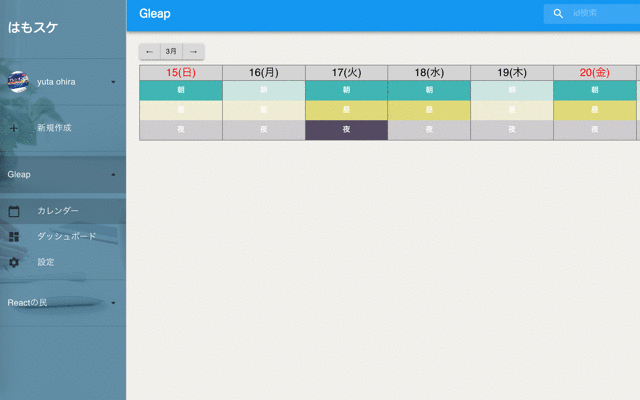 はもスケ
Gleap
id検索
yuta ohira
新規作成
Gleap
カレンダー
ダッシュボード
設定
Reactの民
← 3月 →
15(日) 16(月) 17(火) 18(水) 19(木) 20(金)
朝 朝 朝 朝 朝 朝
昼 昼 昼 昼 昼 昼
夜 夜 夜 夜 夜 夜